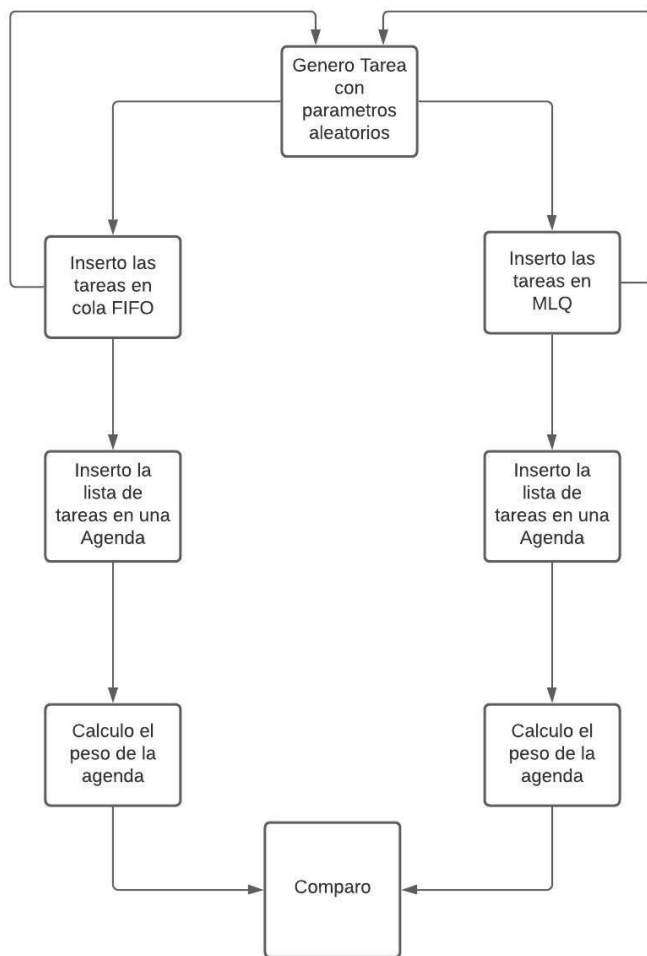 Genero Tarea
con
parametros
aleatorios
Inserto las
tareas en
cola FIFO
Inserto las
tareas en
MLQ
Inserto la
lista de
tareas en una
Agenda
Inserto la
lista de
tareas en una
Agenda
Calculo el
peso de la
agenda
Calculo el
peso de la
agenda
Comparo